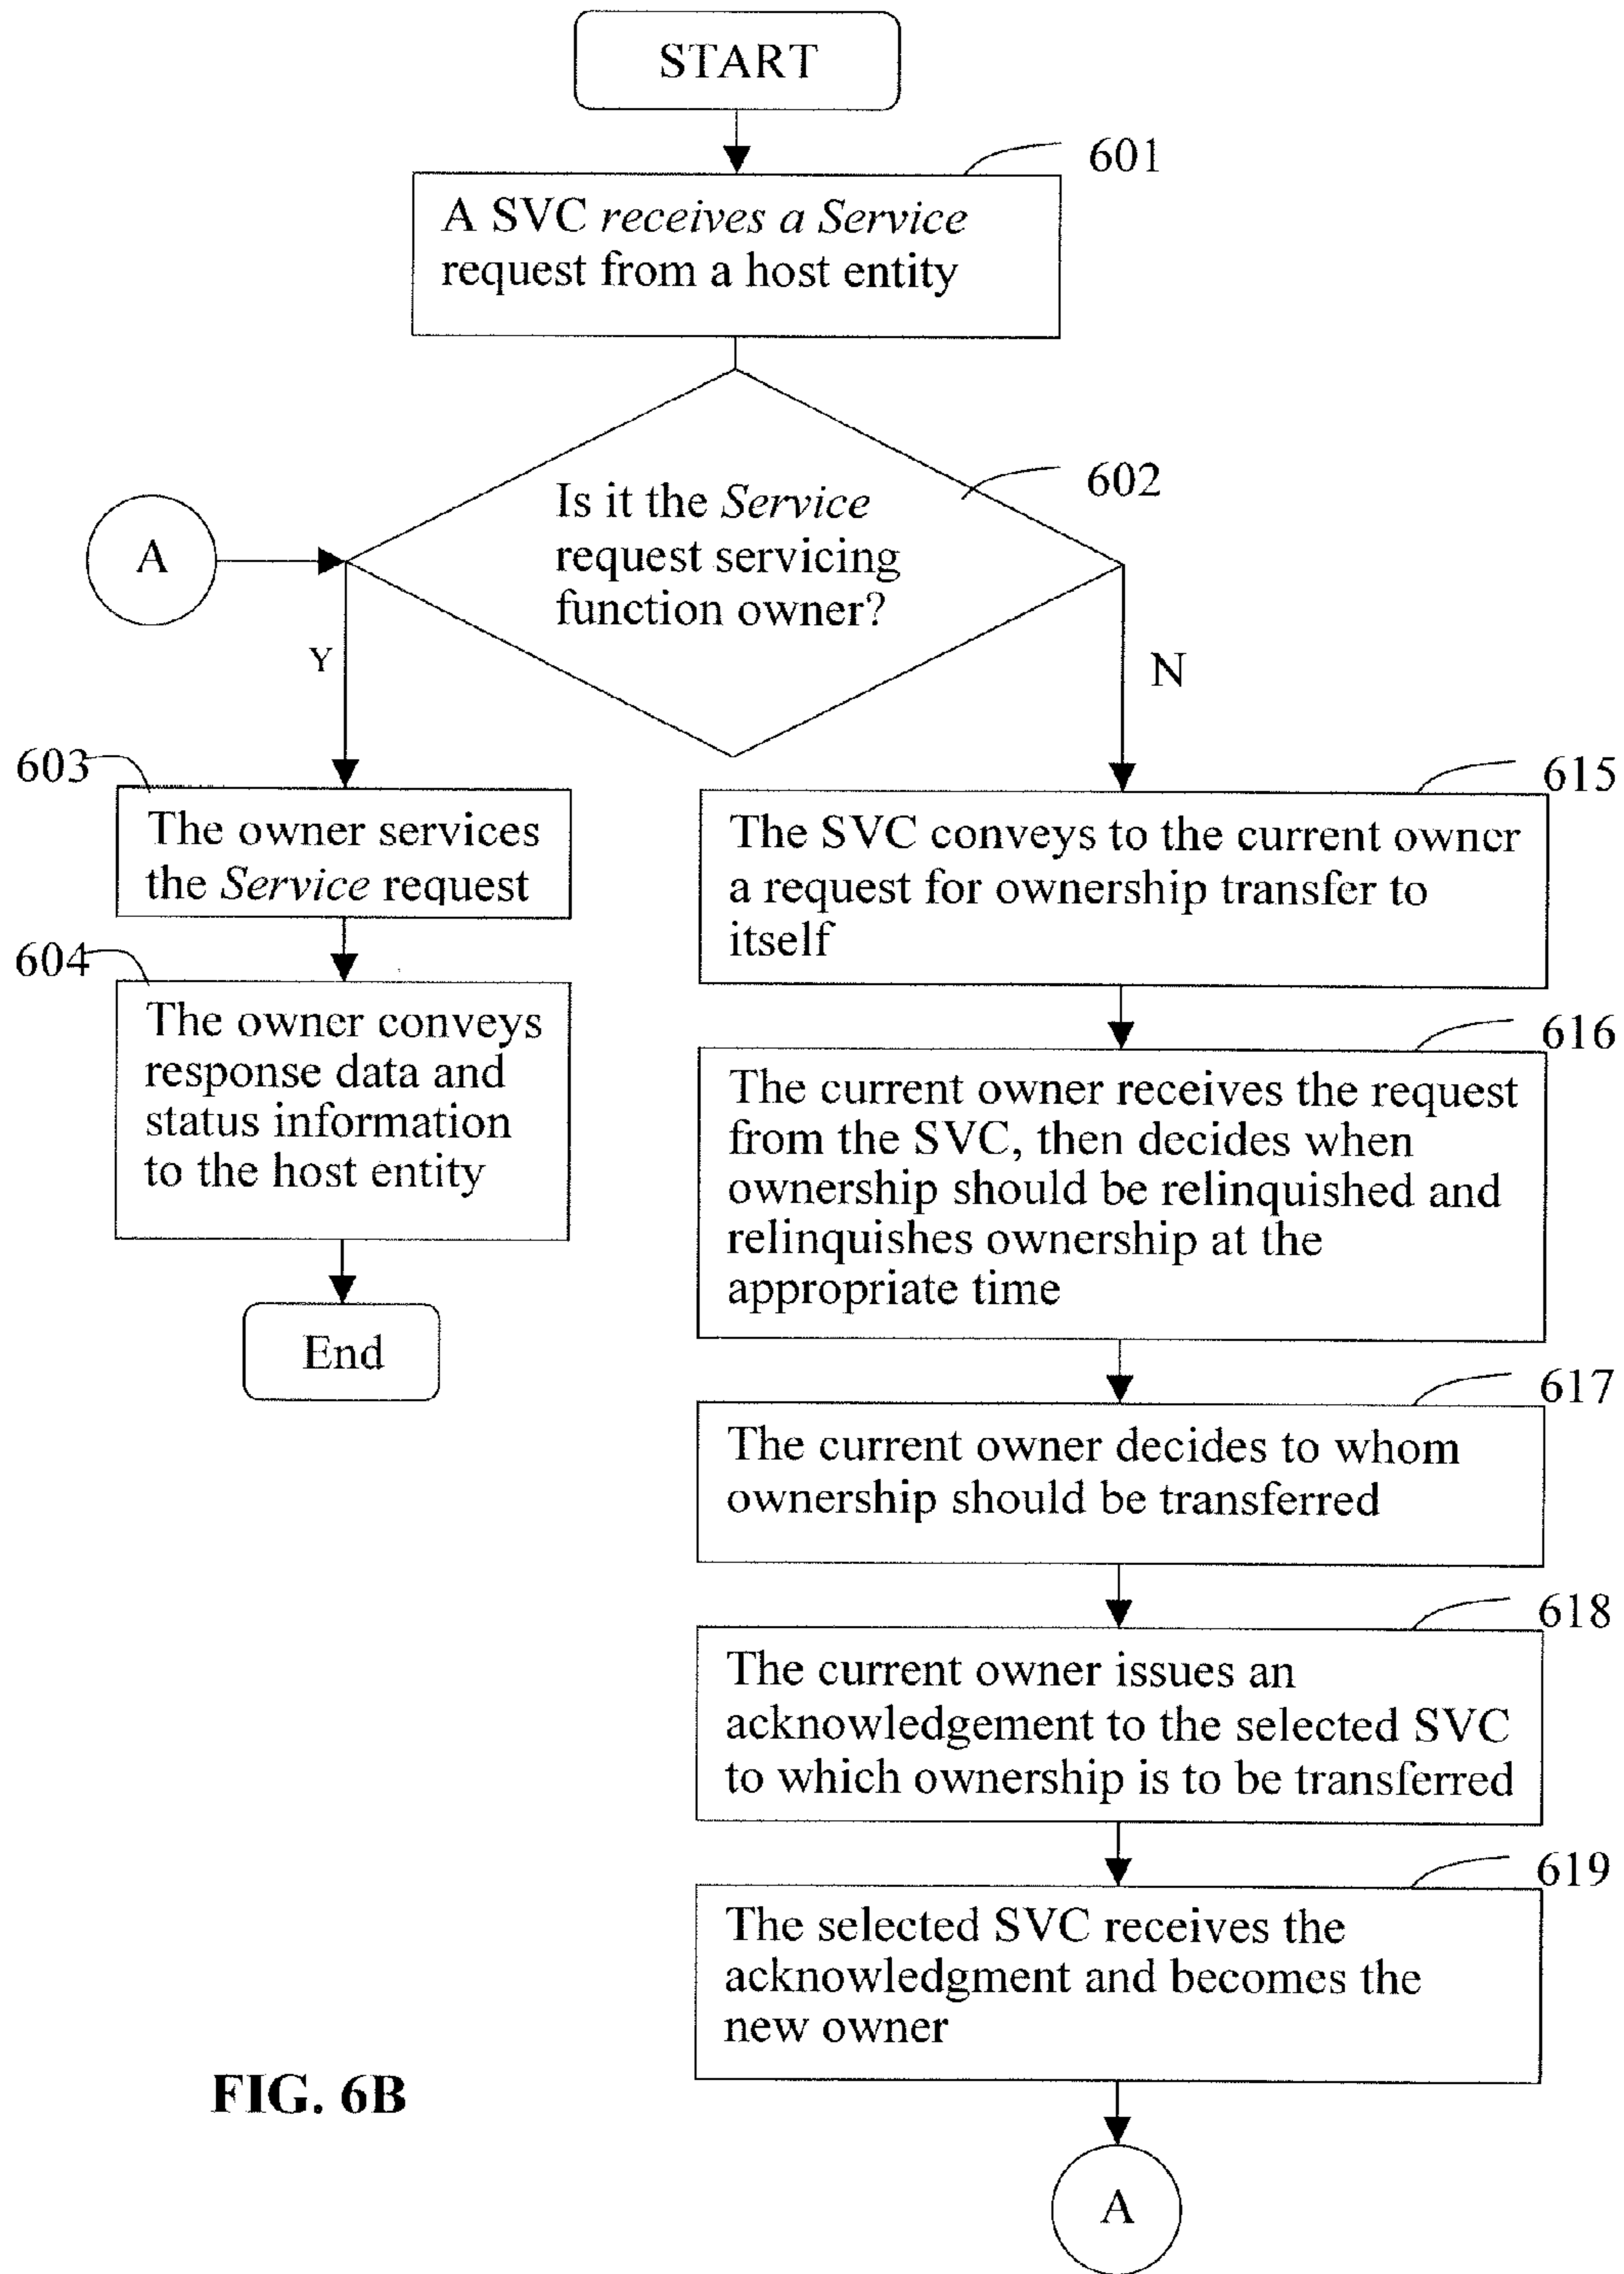 START
601
A SVC receives a Service
request from a host entity
602
Is it the Service
request servicing
function owner?
A
Y
N
603
The owner services
the Service request
604
The owner conveys
response data and
status information
to the host entity
End
615
The SVC conveys to the current owner
a request for ownership transfer to
itself
616
The current owner receives the request
from the SVC, then decides when
ownership should be relinquished and
relinquishes ownership at the
appropriate time
617
The current owner decides to whom
ownership should be transferred
618
The current owner issues an
acknowledgement to the selected SVC
to which ownership is to be transferred
619
The selected SVC receives the
acknowledgment and becomes the
new owner
A
FIG. 6B